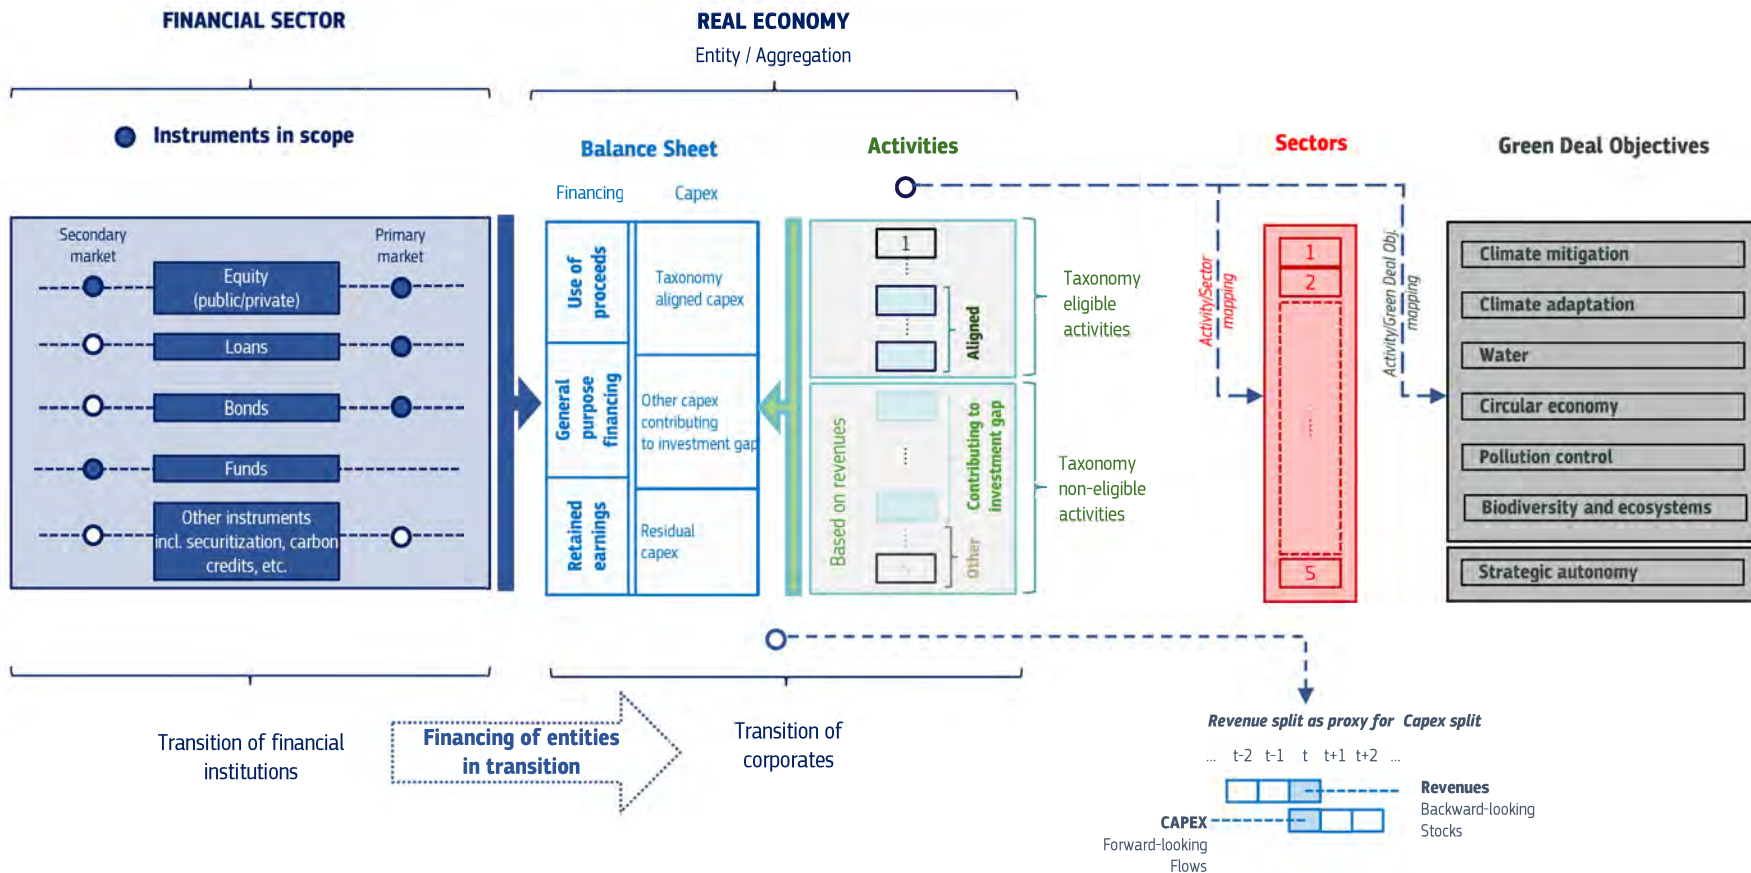 FINANCIAL SECTOR
REAL ECONOMY
Entity / Aggregation
Instruments in scope
Balance Sheet
Activities
Sectors
Green Deal Objectives
Financing
Capex
Secondary
market
Primary
market
Equity
(public/private)
Loans
Bonds
Funds
Other instruments
incl. securitization, carbon
credits, etc.
Use of
proceeds
General
purpose
financing
Retained
earnings
Taxonomy
aligned capex
Other capex
contributing
to investment gap
Residual
capex
1
Aligned
Based on revenues
Contributing to
investment gap
Other
Taxonomy
eligible
activities
Taxonomy
non-eligible
activities
Activity/Sector
mapping
1
2
S
Activity/Green Deal Obj.
mapping
Climate mitigation
Climate adaptation
Water
Circular economy
Pollution control
Biodiversity and ecosystems
Strategic autonomy
Transition of financial
institutions
Financing of entities
in transition
Transition of
corporates
Revenue split as proxy for Capex split
... t-2 t-1 t t+1 t+2 ...
Revenues
Backward-looking
Stocks
CAPEX
Forward-looking
Flows